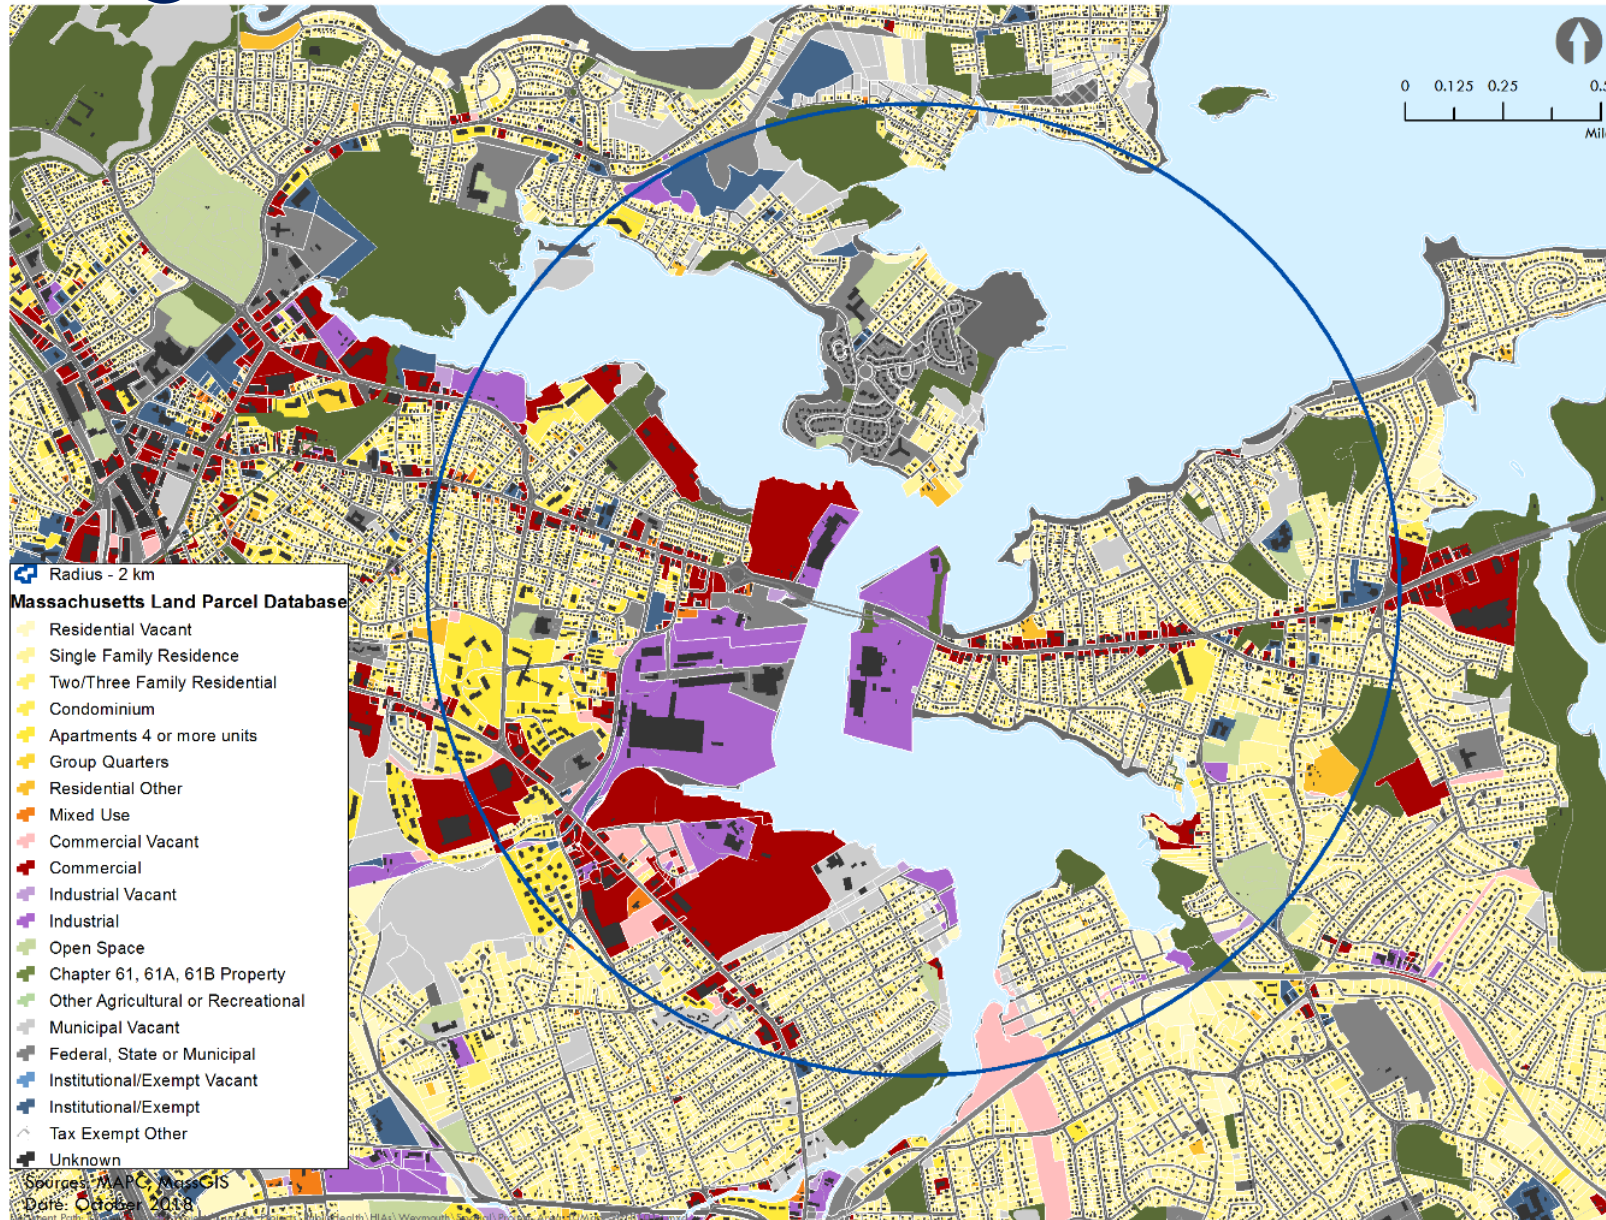 0 0.125 0.25
Radius - 2 km
Massachusetts Land Parcel Database
Residential Vacant
Single Family Residence
Two/Three Family Residential
Condominium
Apartments 4 or more units
Group Quarters
Residential Other
Mixed Use
Commercial Vacant
Commercial
Industrial Vacant
Industrial
Open Space
Chapter 61, 61A, 61B Property
Other Agricultural or Recreational
Municipal Vacant
Federal, State or Municipal
Institutional/Exempt Vacant
Institutional/Exempt
Tax Exempt Other
Unknown
Sources: MAPC, MassGIS
Date: October 2018